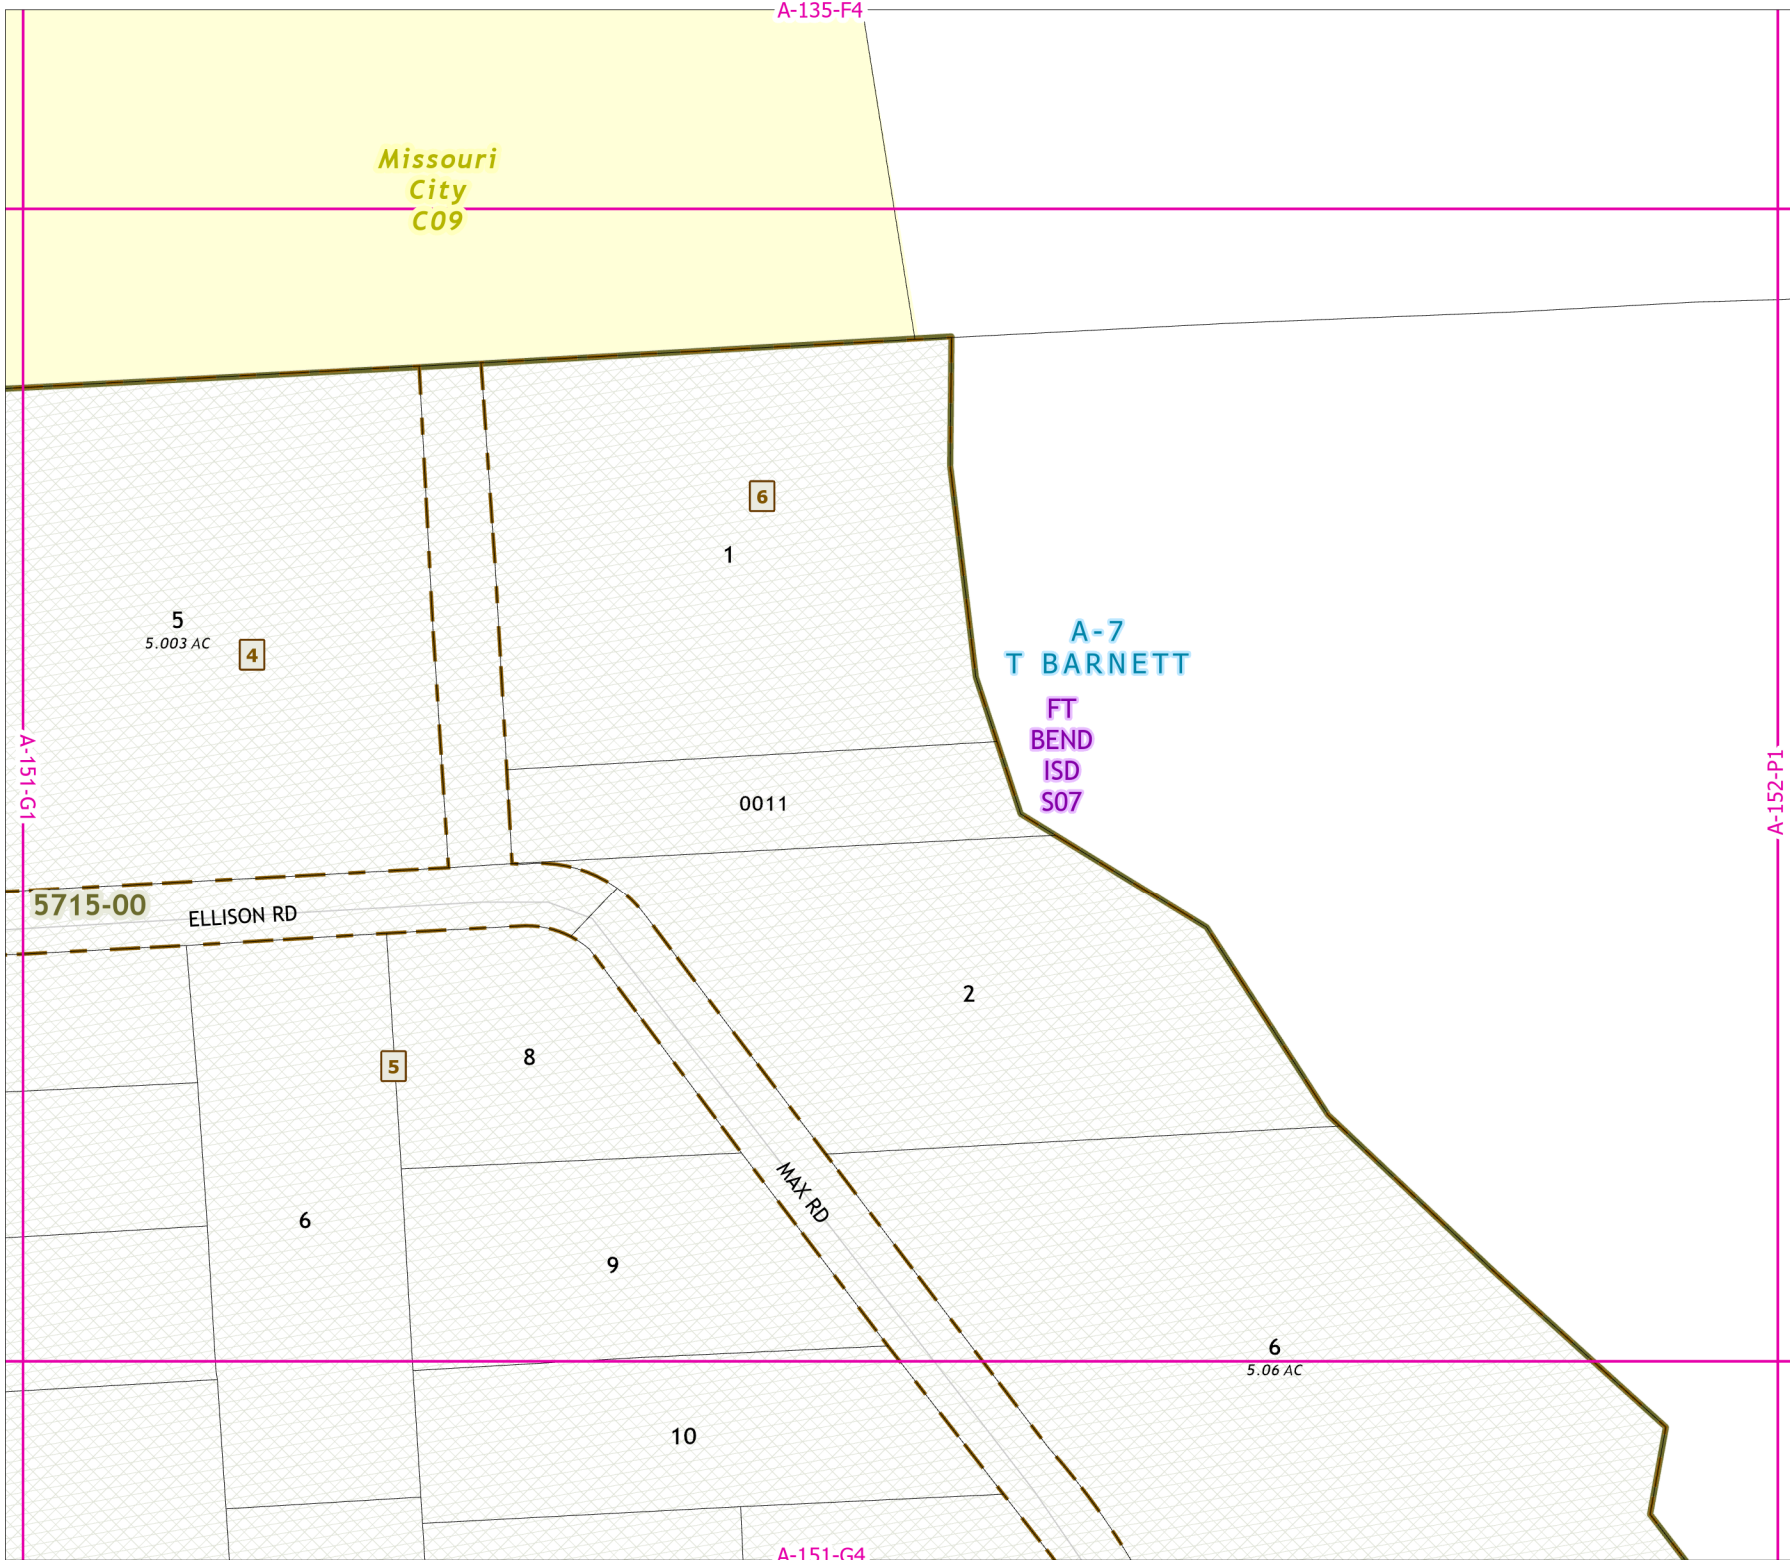 A-135-F4
Missouri
City
C09
6
1
5
5.003 AC
4
A-7
T BARNETT
FT
BEND
ISD
S07
A-151-G1
A-152-P1
0011
5715-00
ELLISON RD
2
8
5
MAX RD
6
9
6
5.06 AC
10
A-151-G4